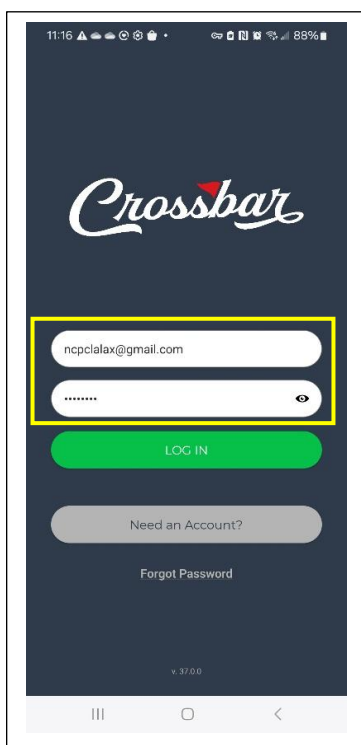 11:16
88%
Crossbar
ncpclalax@gmail.com
••••••••
LOG IN
Need an Account?
Forgot Password
v. 37.0.0